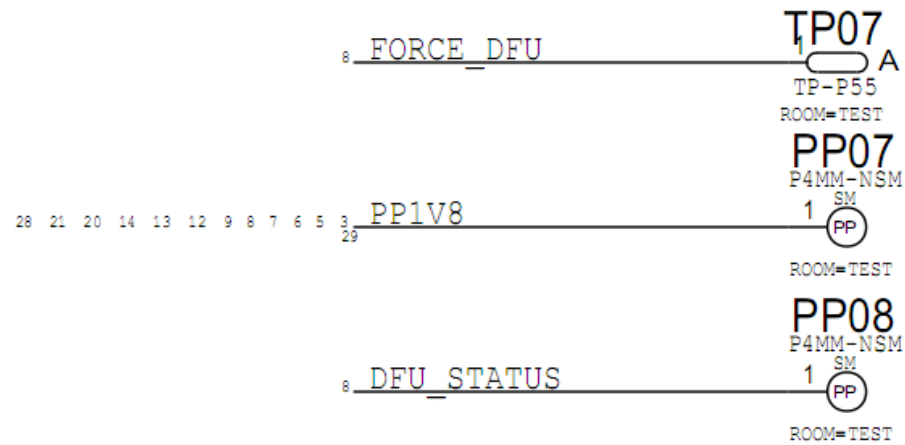 TP07
8 FORCE_DFU 1 A
TP-P55
ROOM=TEST
PP07
P4MM-NSM
SM
28 21 20 14 13 12 9 8 7 6 5 3 PP1V8 1 PP
29
ROOM=TEST
PP08
P4MM-NSM
SM
8 DFU_STATUS 1 PP
ROOM=TEST